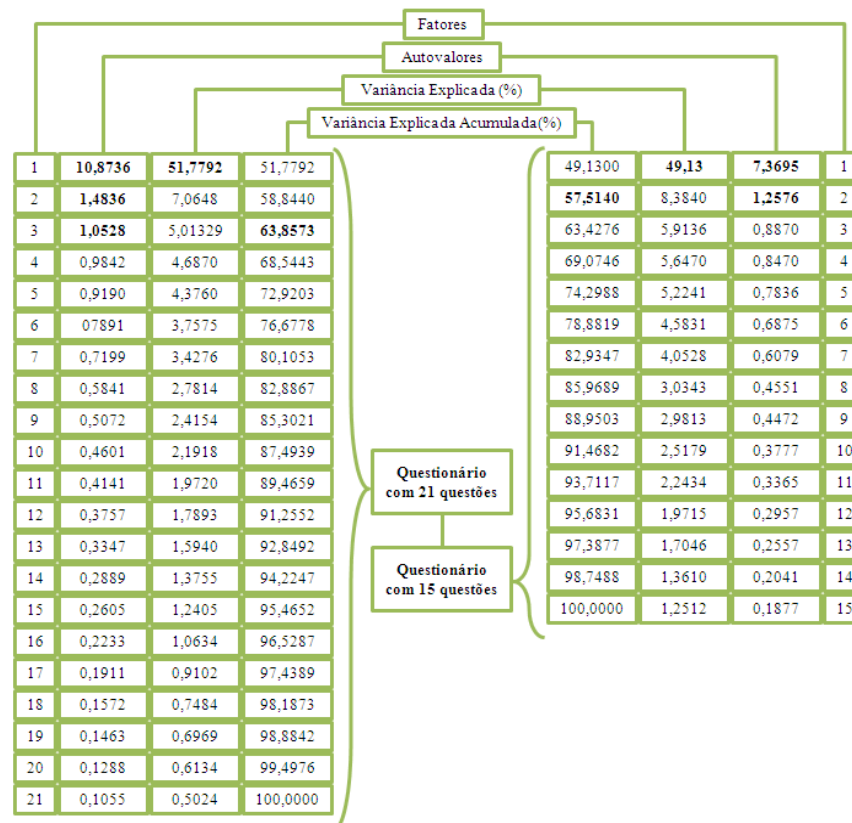 Fatores
Autovalores
Variância Explicada (%)
Variância Explicada Acumulada(%)
1 10,8736 51,7792 51,7792
2 1,4836 7,0648 58,8440
3 1,0528 5,01329 63,8573
4 0,9842 4,6870 68,5443
5 0,9190 4,3760 72,9203
6 07891 3,7575 76,6778
7 0,7199 3,4276 80,1053
8 0,5841 2,7814 82,8867
9 0,5072 2,4154 85,3021
10 0,4601 2,1918 87,4939
11 0,4141 1,9720 89,4659
12 0,3757 1,7893 91,2552
13 0,3347 1,5940 92,8492
14 0,2889 1,3755 94,2247
15 0,2605 1,2405 95,4652
16 0,2233 1,0634 96,5287
17 0,1911 0,9102 97,4389
18 0,1572 0,7484 98,1873
19 0,1463 0,6969 98,8842
20 0,1288 0,6134 99,4976
21 0,1055 0,5024 100,0000
Questionário
com 21 questões
Questionário
com 15 questões
49,1300 49,13 7,3695 1
57,5140 8,3840 1,2576 2
63,4276 5,9136 0,8870 3
69,0746 5,6470 0,8470 4
74,2988 5,2241 0,7836 5
78,8819 4,5831 0,6875 6
82,9347 4,0528 0,6079 7
85,9689 3,0343 0,4551 8
88,9503 2,9813 0,4472 9
91,4682 2,5179 0,3777 10
93,7117 2,2434 0,3365 11
95,6831 1,9715 0,2957 12
97,3877 1,7046 0,2557 13
98,7488 1,3610 0,2041 14
100,0000 1,2512 0,1877 15